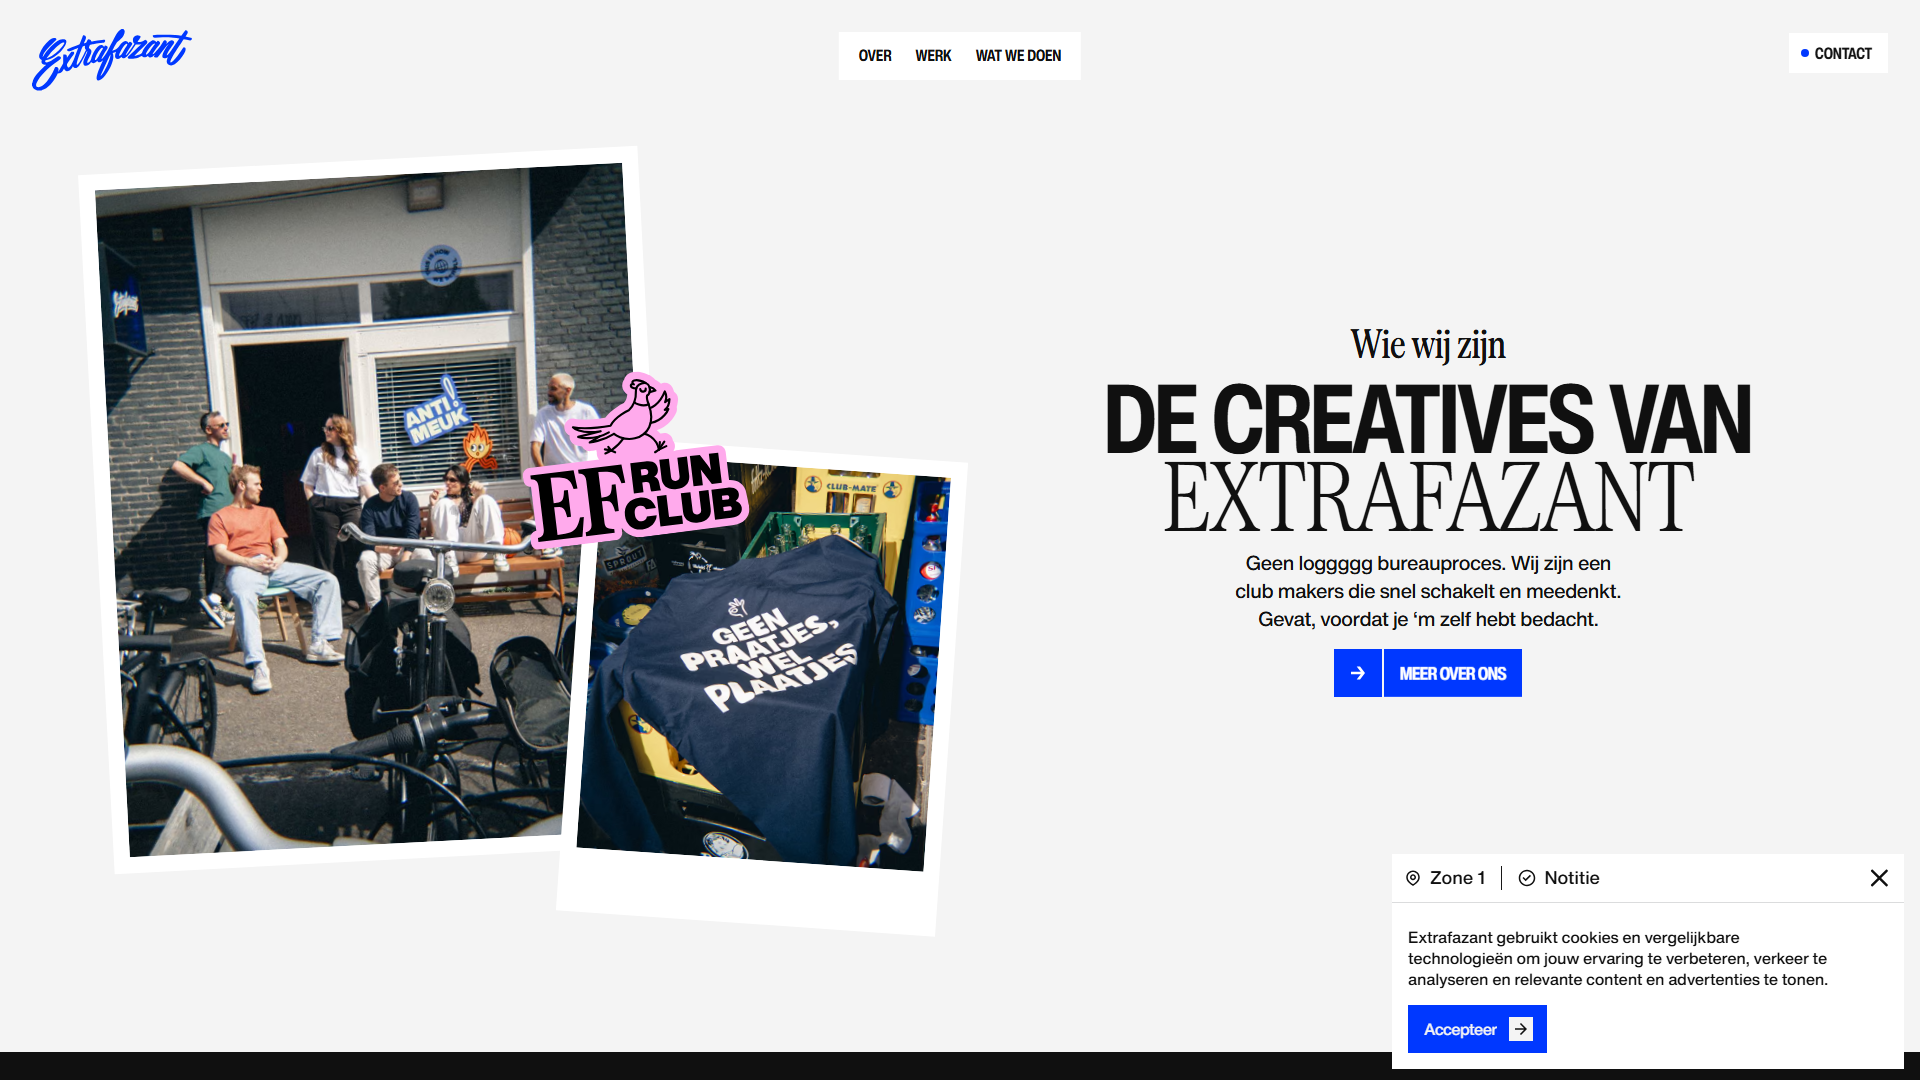 Extrafazant
OVER WERK WAT WE DOEN
CONTACT
ANTI!
MEUK
EF RUN
CLUB
CLUB-MATE
SPROUT
GEEN
PRAATJES,
WEL
PLAATJES
Wie wij zijn
DE CREATIVES VAN
EXTRAFAZANT
Geen loggggg bureauproces. Wij zijn een
club makers die snel schakelt en meedenkt.
Gevat, voordat je ‘m zelf hebt bedacht.
MEER OVER ONS
Zone 1 Notitie
Extrafazant gebruikt cookies en vergelijkbare
technologieën om jouw ervaring te verbeteren, verkeer te
analyseren en relevante content en advertenties te tonen.
Accepteer